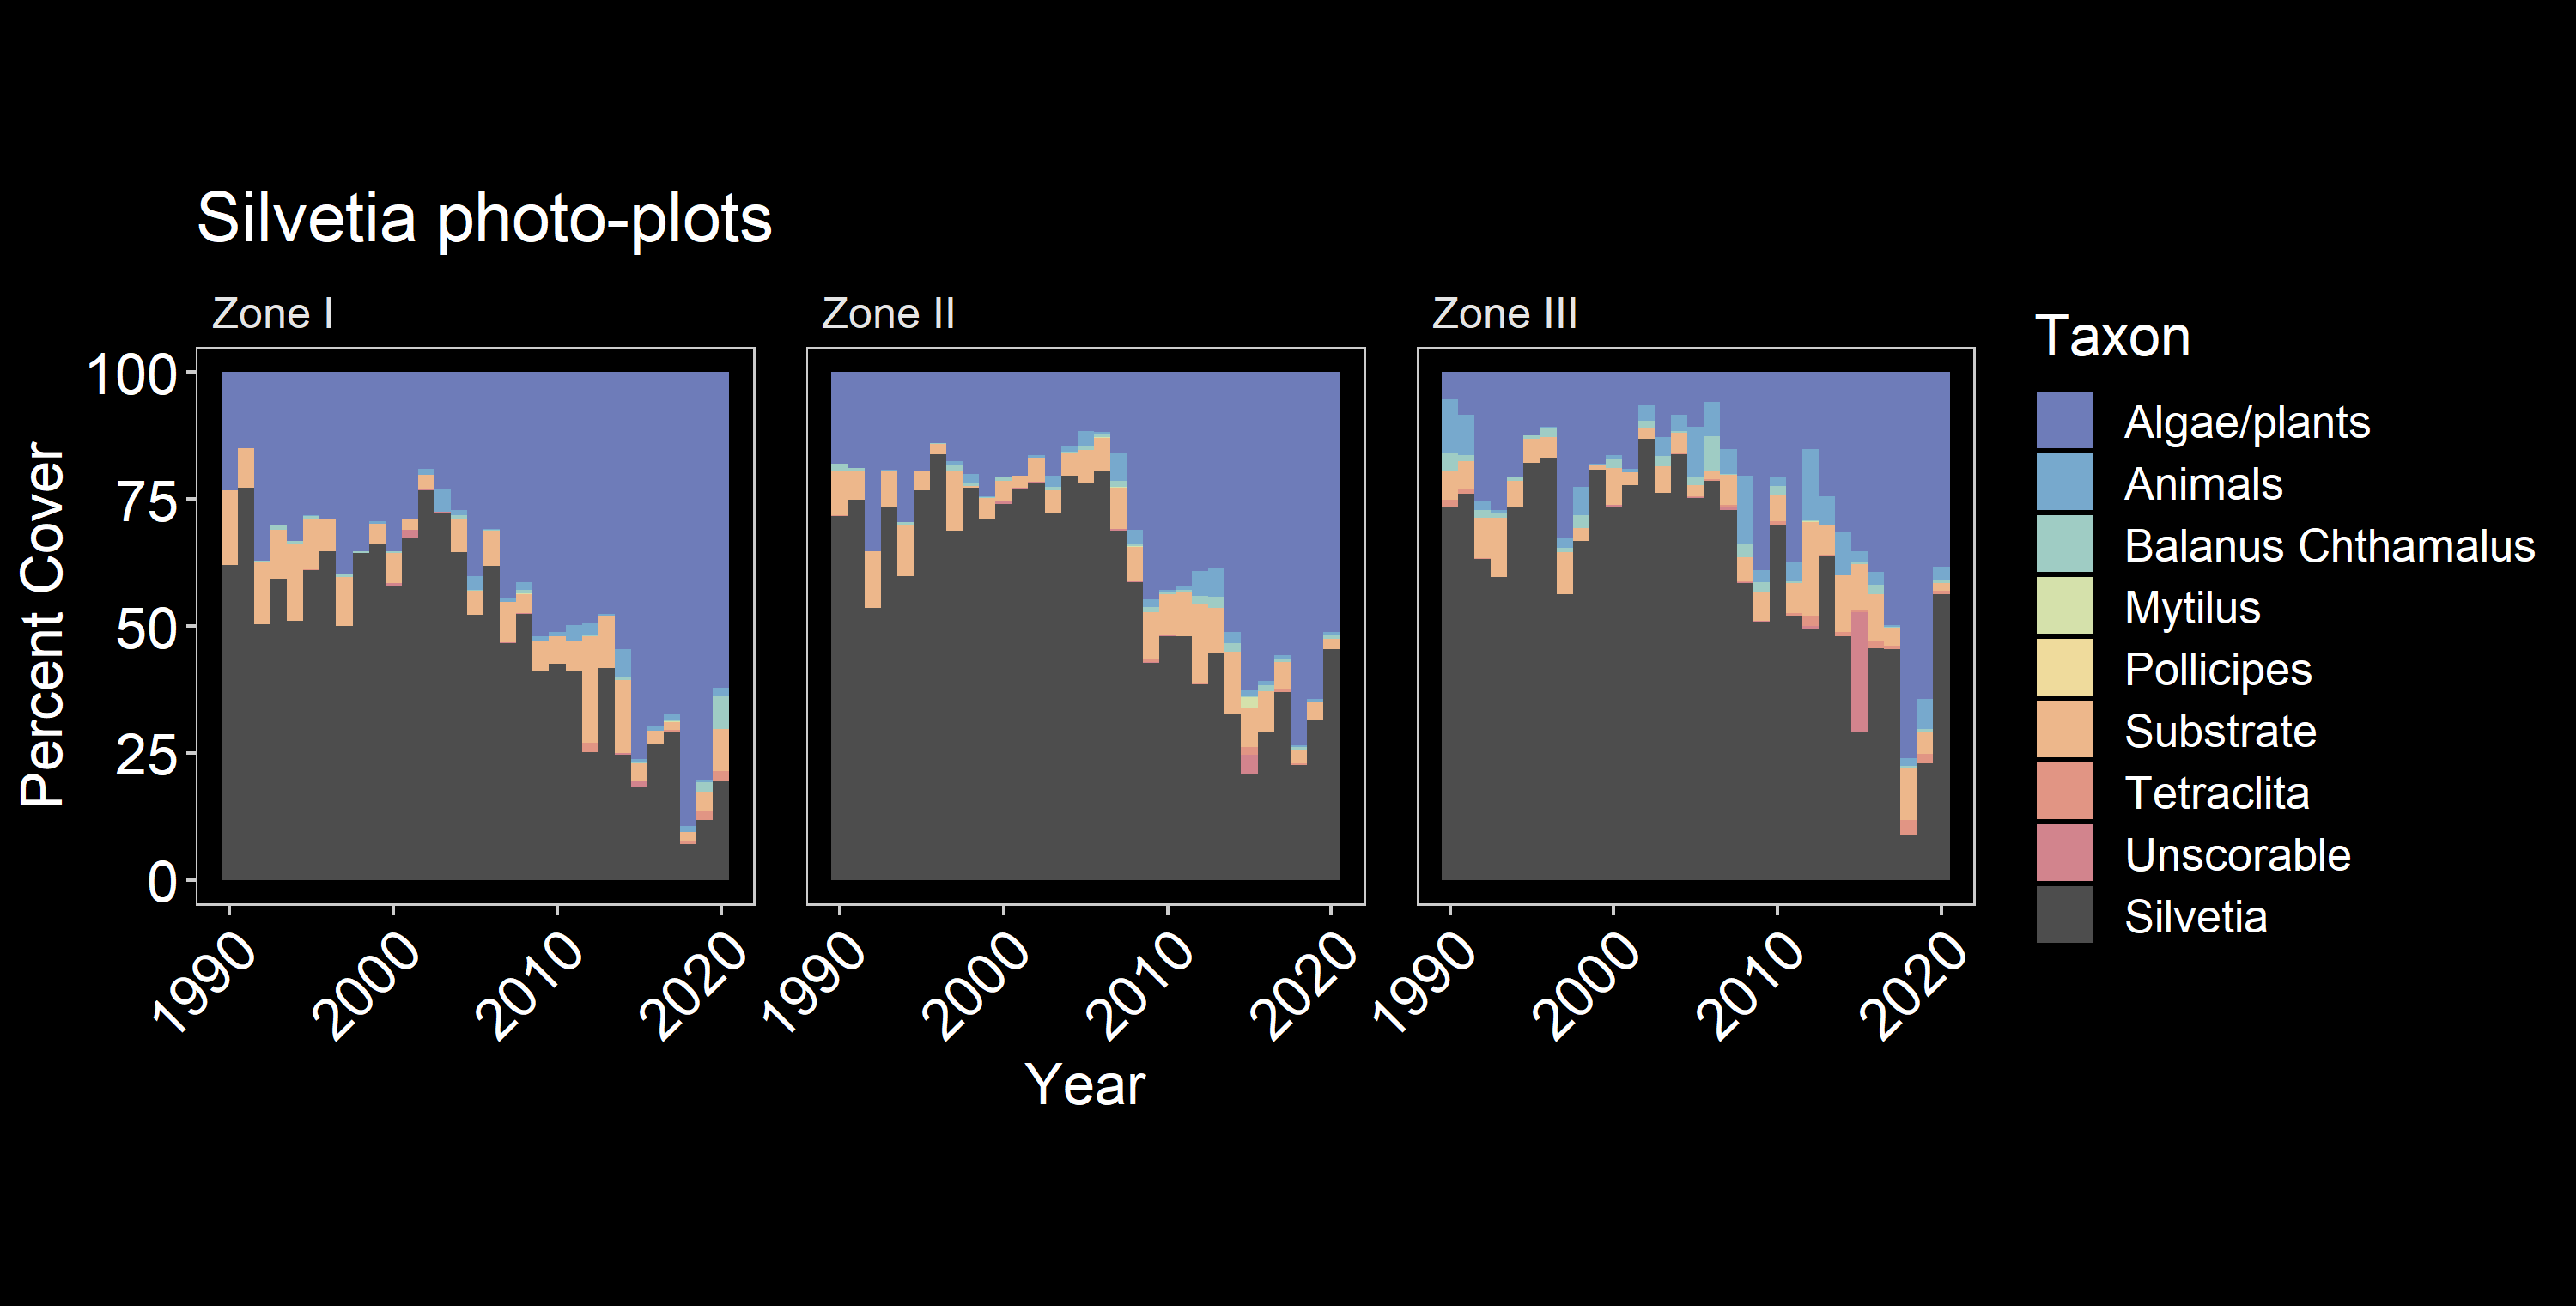 Silvetia photo-plots
Zone I
Zone II
Zone III
Percent Cover
100
75
50
25
0
1990
2000
2010
2020
1990
2000
2010
2020
1990
2000
2010
2020
Year
Taxon
Algae/plants
Animals
Balanus Chthamalus
Mytilus
Pollicipes
Substrate
Tetraclita
Unscorable
Silvetia